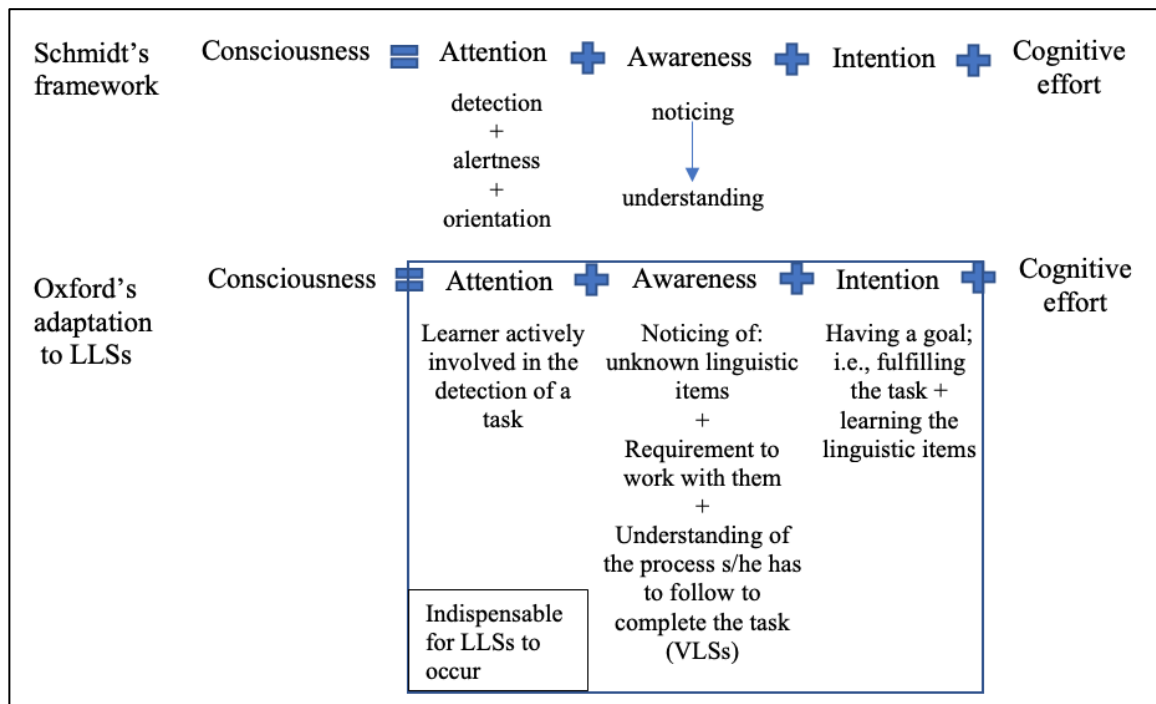 Schmidt's
framework
Consciousness = Attention + Awareness + Intention + Cognitive
effort
detection
+
alertness
+
orientation
noticing
understanding
Oxford's
adaptation
to LLSs
Consciousness = Attention + Awareness + Intention + Cognitive
effort
Learner actively
involved in the
detection of a
task
Noticing of:
unknown linguistic
items
+
Requirement to
work with them
+
Understanding of
the process s/he has
to follow to
complete the task
(VLSs)
Having a goal;
i.e., fulfilling
the task +
learning the
linguistic items
Indispensable
for LLSs to
occur